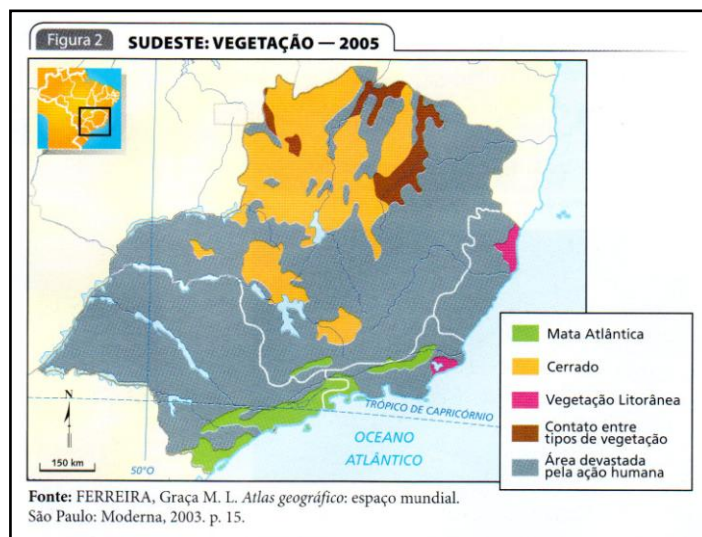 Figura 2
SUDESTE: VEGETAÇÃO — 2005
Mata Atlântica
Cerrado
Vegetação Litorânea
Contato entre
tipos de vegetação
Área devastada
pela ação humana
TRÓPICO DE CAPRICÓRNIO
OCEANO
ATLÂNTICO
N
150 km
50°O
Fonte: FERREIRA, Graça M. L. Atlas geográfico: espaço mundial.
São Paulo: Moderna, 2003. p. 15.